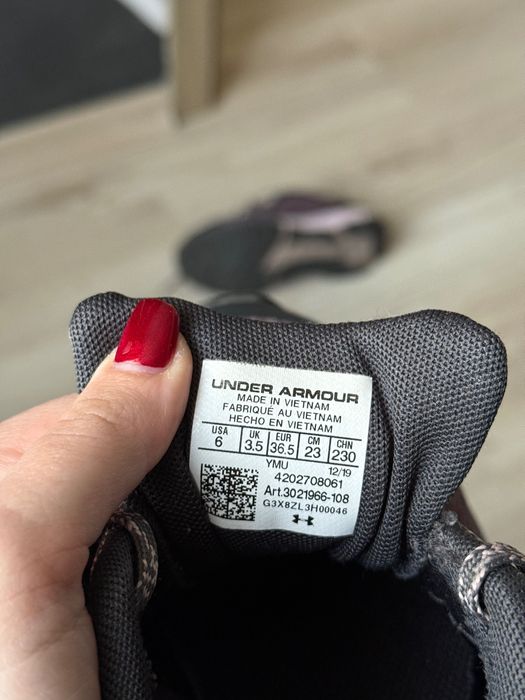 UNDER ARMOUR
MADE IN VIETNAM
FABRIQUÉ AU VIETNAM
HECHO EN VIETNAM
USA UK EUR CM CHN
6 3.5 36.5 23 230
YMU 12/19
4202708061
Art.3021966-108
G3X8ZL3H00046